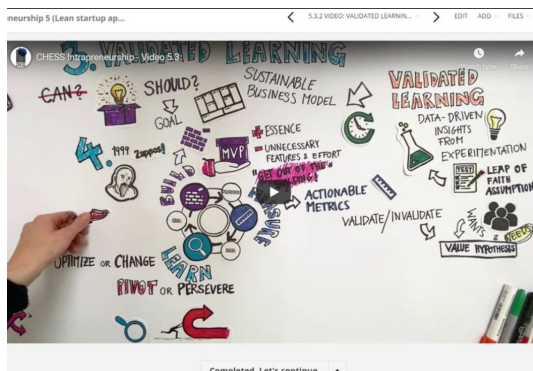 neurship 5 (Lean startup ap...
5.3.2 VIDEO: VALIDATED LEARNIN...
EDIT ADD FILES
CHESS Intrapreneurship - Video 5.3.
3. VALIDATED LEARNING
Share
CAN?
SHOULD?
GOAL
SUSTAINABLE
BUSINESS MODEL
VALIDATED
LEARNING
DATA-DRIVEN
INSIGHTS
FROM
EXPERIMENTATION
+ ESSENCE
- UNNECESSARY
FEATURES & EFFORT
"GET OUT OF THE
BUILDING!"
MVP
4. 1999 Zappos!
BUILD
MEASURE
LEARN
ACTIONABLE
METRICS
TEST
LEAP OF
FAITH
ASSUMPTION
VALIDATE/INVALIDATE
WANTS & NEEDS
VALUE HYPOTHESIS
OPTIMIZE OR CHANGE
PIVOT OR PERSEVERE
Completed. Let's continue